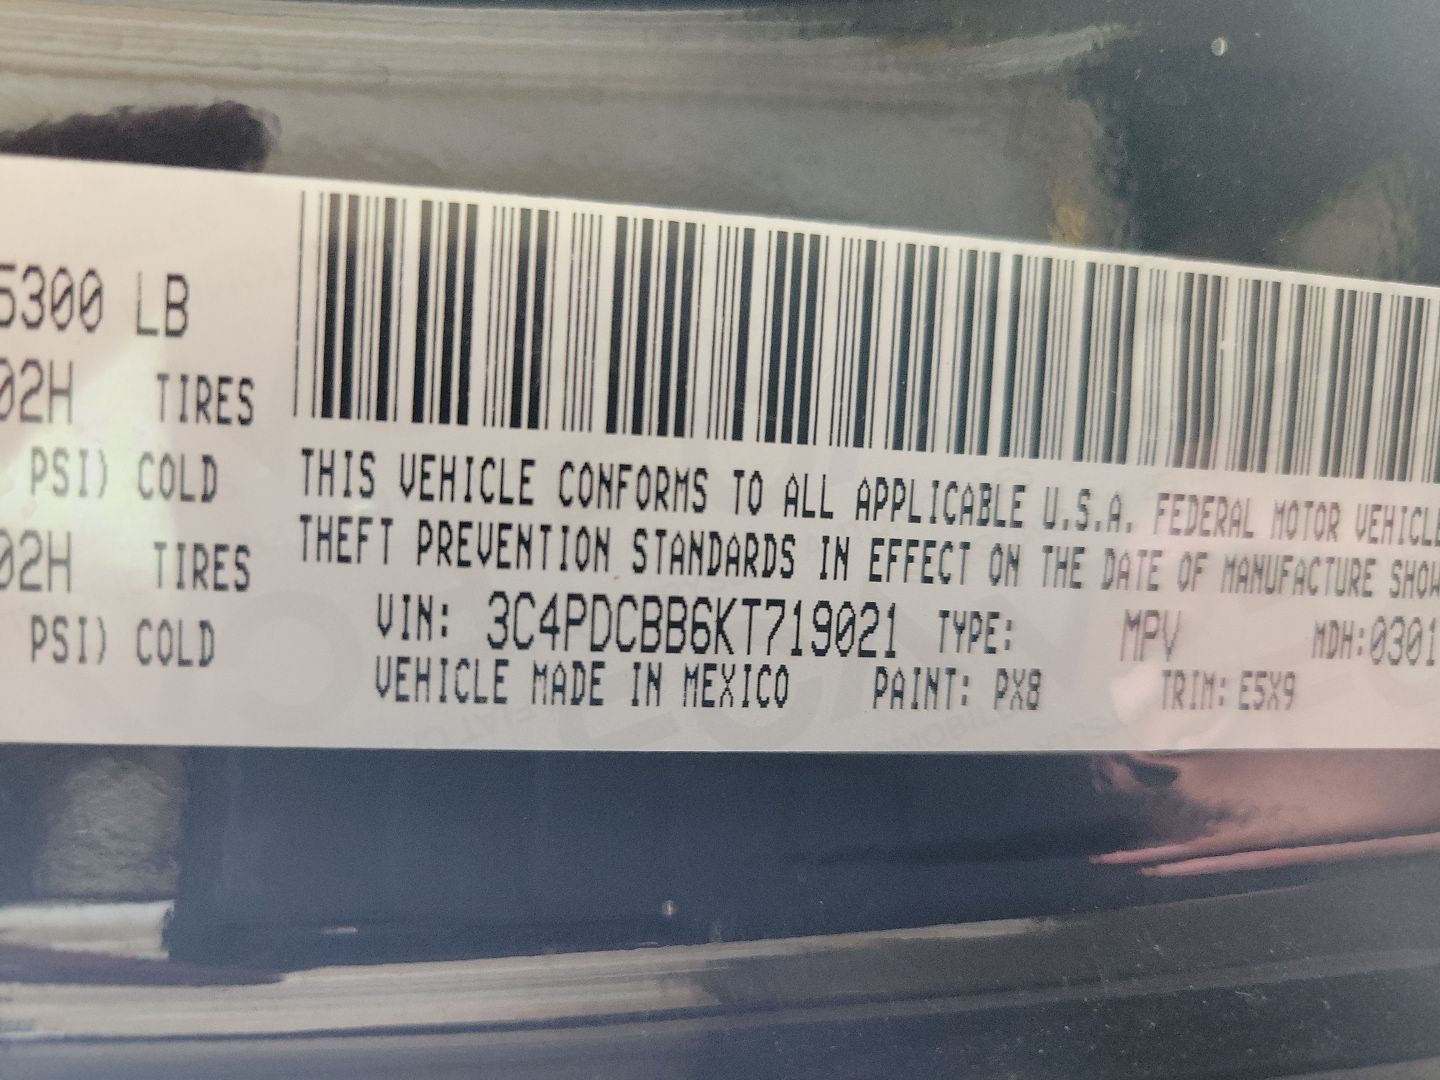 5300 LB
02H TIRES
PSI) COLD
02H TIRES
PSI) COLD
THIS VEHICLE CONFORMS TO ALL APPLICABLE U.S.A. FEDERAL MOTOR VEHICLE
THEFT PREVENTION STANDARDS IN EFFECT ON THE DATE OF MANUFACTURE SHOW
VIN: 3C4PDCBB6KT719021 TYPE: MPV MDH:0301
VEHICLE MADE IN MEXICO PAINT: PX8 TRIM: E5X9